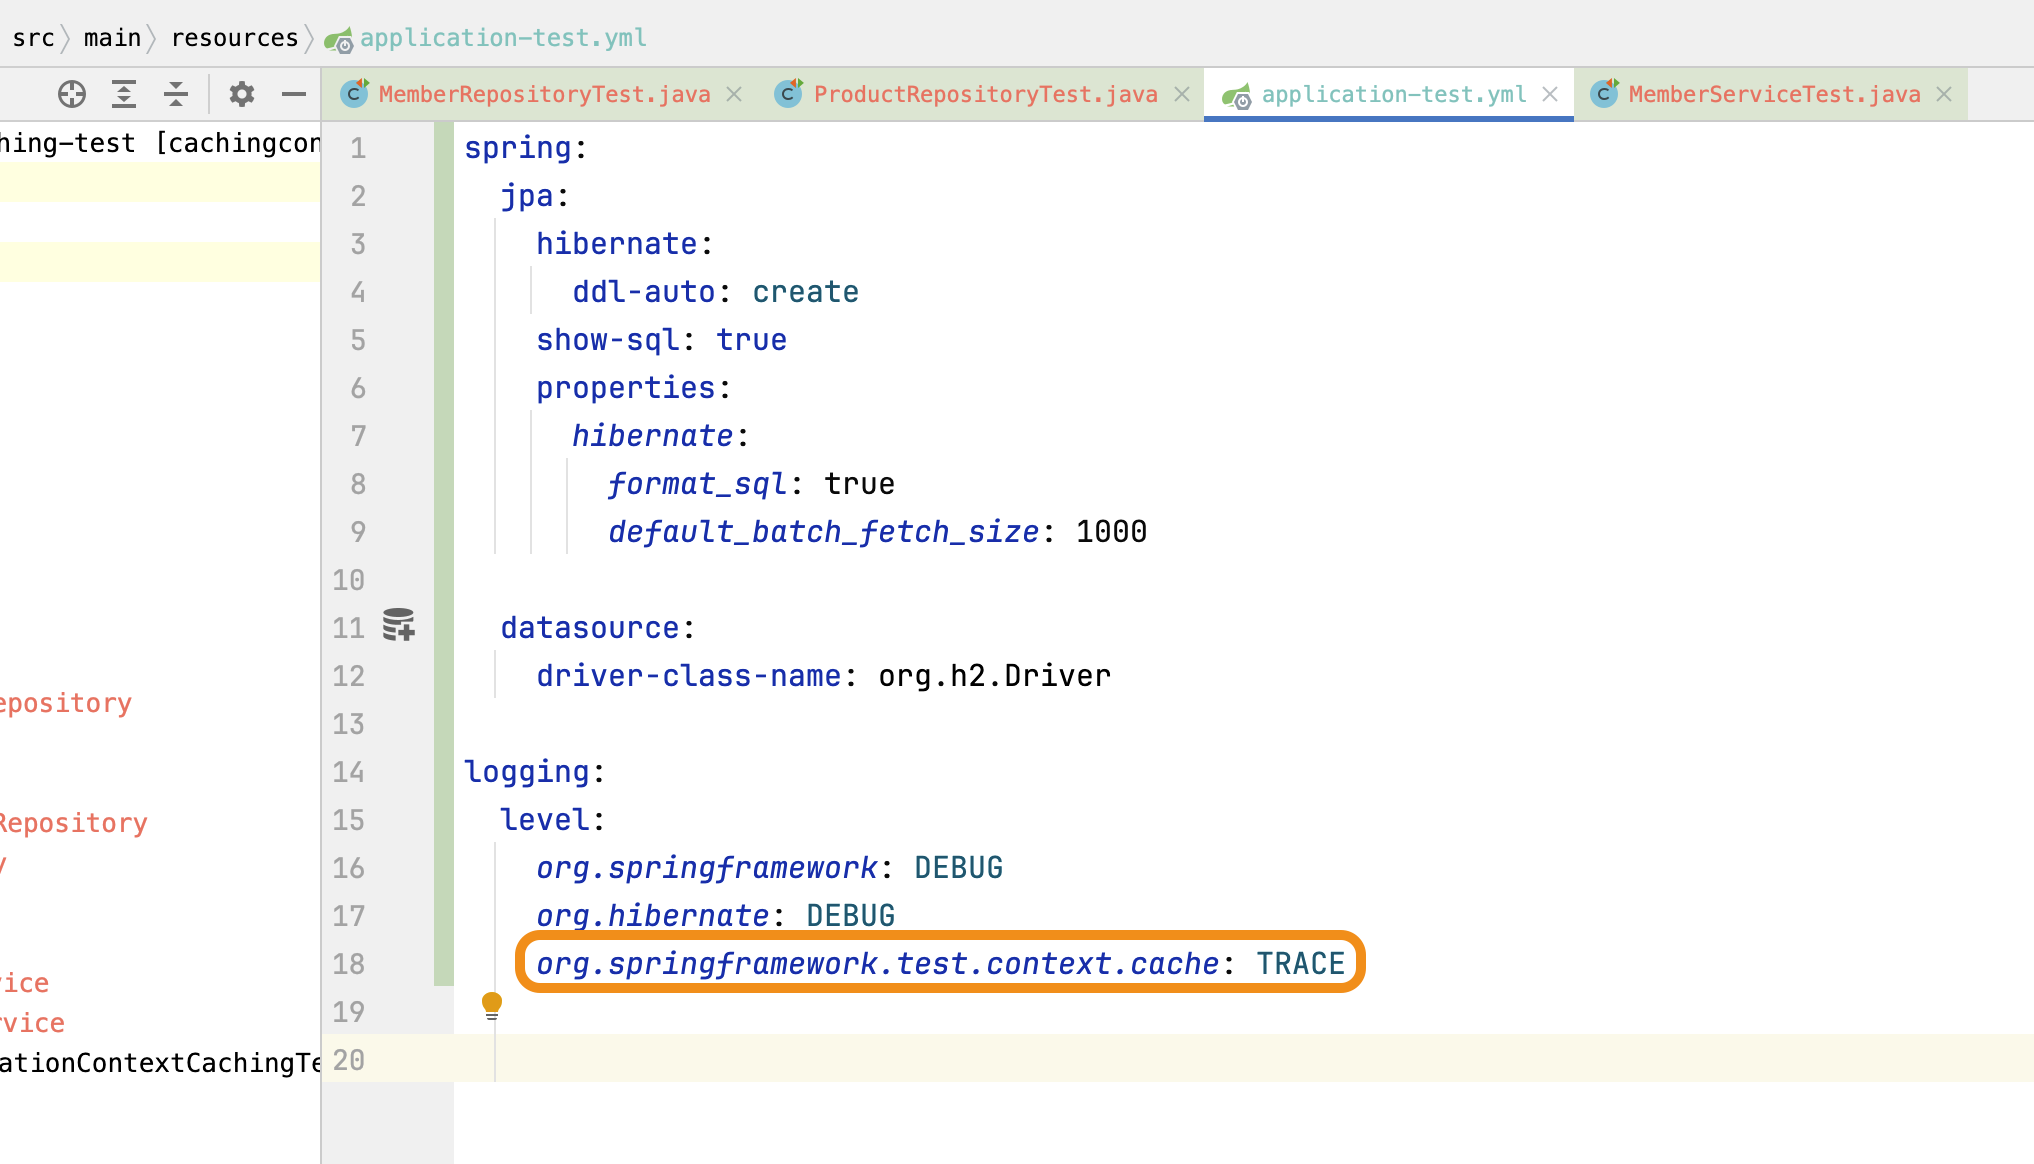 src main resources application-test.yml
MemberRepositoryTest.java ProductRepositoryTest.java application-test.yml MemberServiceTest.java
hing-test [cachingcon
epository
Repository
y
ice
rvice
ationContextCachingTe
1 spring:
2 jpa:
3 hibernate:
4 ddl-auto: create
5 show-sql: true
6 properties:
7 hibernate:
8 format_sql: true
9 default_batch_fetch_size: 1000
10
11 datasource:
12 driver-class-name: org.h2.Driver
13
14 logging:
15 level:
16 org.springframework: DEBUG
17 org.hibernate: DEBUG
18 org.springframework.test.context.cache: TRACE
19
20